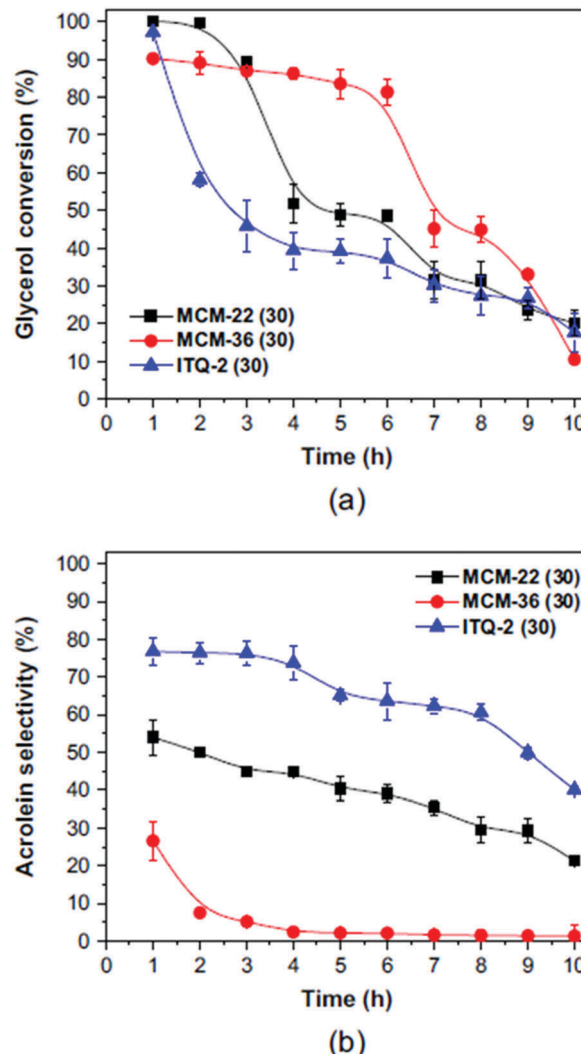 100
90
80
70
60
50
40
30
20
10
0
Glycerol conversion (%)
MCM-22 (30)
MCM-36 (30)
ITQ-2 (30)
0 1 2 3 4 5 6 7 8 9 10
Time (h)
(a)
100
90
80
70
60
50
40
30
20
10
0
Acrolein selectivity (%)
MCM-22 (30)
MCM-36 (30)
ITQ-2 (30)
0 1 2 3 4 5 6 7 8 9 10
Time (h)
(b)